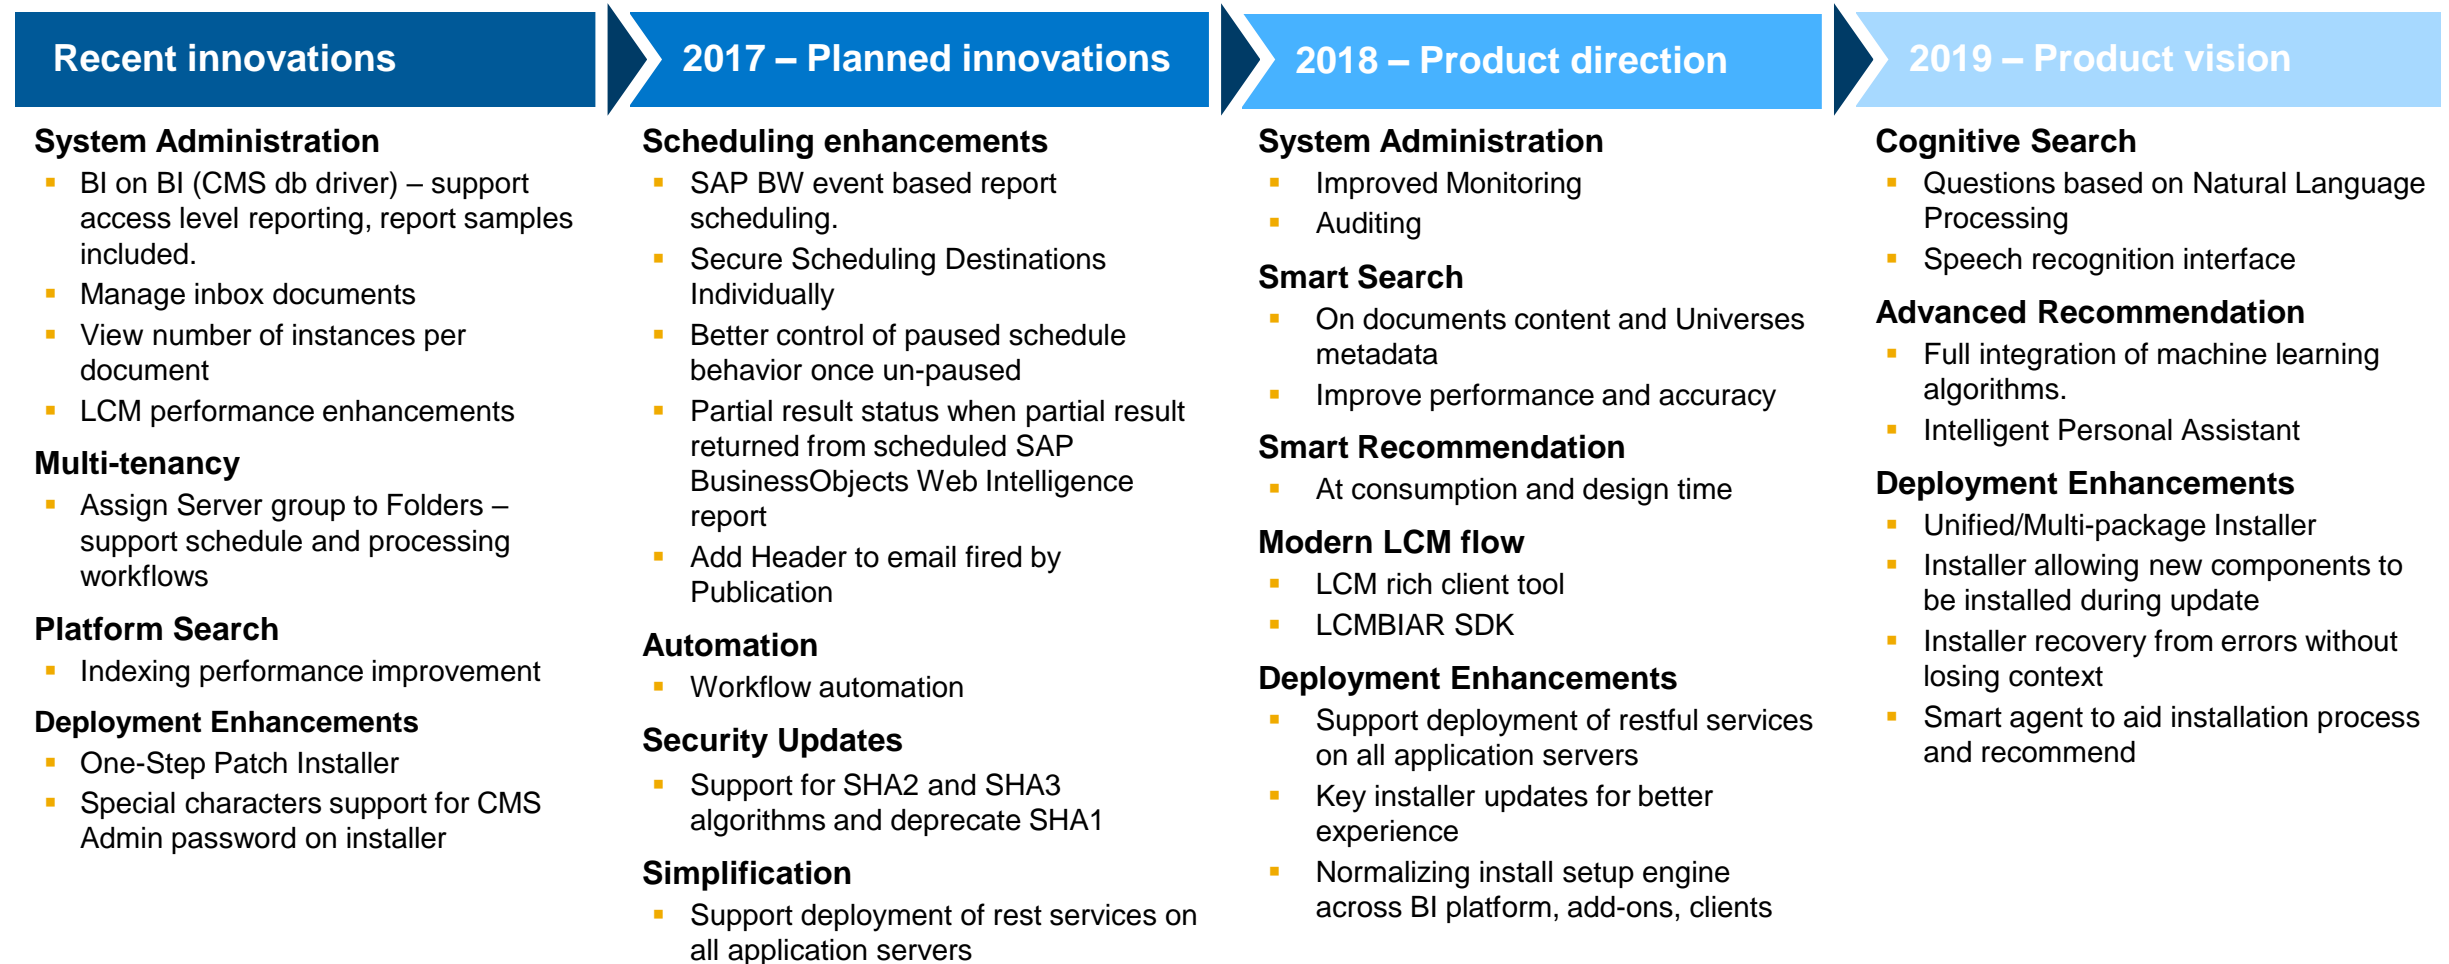 Recent innovations
System Administration
▪ BI on BI (CMS db driver) – support
access level reporting, report samples
included.
▪ Manage inbox documents
▪ View number of instances per
document
▪ LCM performance enhancements
Multi-tenancy
▪ Assign Server group to Folders –
support schedule and processing
workflows
Platform Search
▪ Indexing performance improvement
Deployment Enhancements
▪ One-Step Patch Installer
▪ Special characters support for CMS
Admin password on installer
2017 – Planned innovations
Scheduling enhancements
▪ SAP BW event based report
scheduling.
▪ Secure Scheduling Destinations
Individually
▪ Better control of paused schedule
behavior once un-paused
▪ Partial result status when partial result
returned from scheduled SAP
BusinessObjects Web Intelligence
report
▪ Add Header to email fired by
Publication
Automation
▪ Workflow automation
Security Updates
▪ Support for SHA2 and SHA3
algorithms and deprecate SHA1
Simplification
▪ Support deployment of rest services on
all application servers
2018 – Product direction
System Administration
▪ Improved Monitoring
▪ Auditing
Smart Search
▪ On documents content and Universes
metadata
▪ Improve performance and accuracy
Smart Recommendation
▪ At consumption and design time
Modern LCM flow
▪ LCM rich client tool
▪ LCMBIAR SDK
Deployment Enhancements
▪ Support deployment of restful services
on all application servers
▪ Key installer updates for better
experience
▪ Normalizing install setup engine
across BI platform, add-ons, clients
2019 – Product vision
Cognitive Search
▪ Questions based on Natural Language
Processing
▪ Speech recognition interface
Advanced Recommendation
▪ Full integration of machine learning
algorithms.
▪ Intelligent Personal Assistant
Deployment Enhancements
▪ Unified/Multi-package Installer
▪ Installer allowing new components to
be installed during update
▪ Installer recovery from errors without
losing context
▪ Smart agent to aid installation process
and recommend